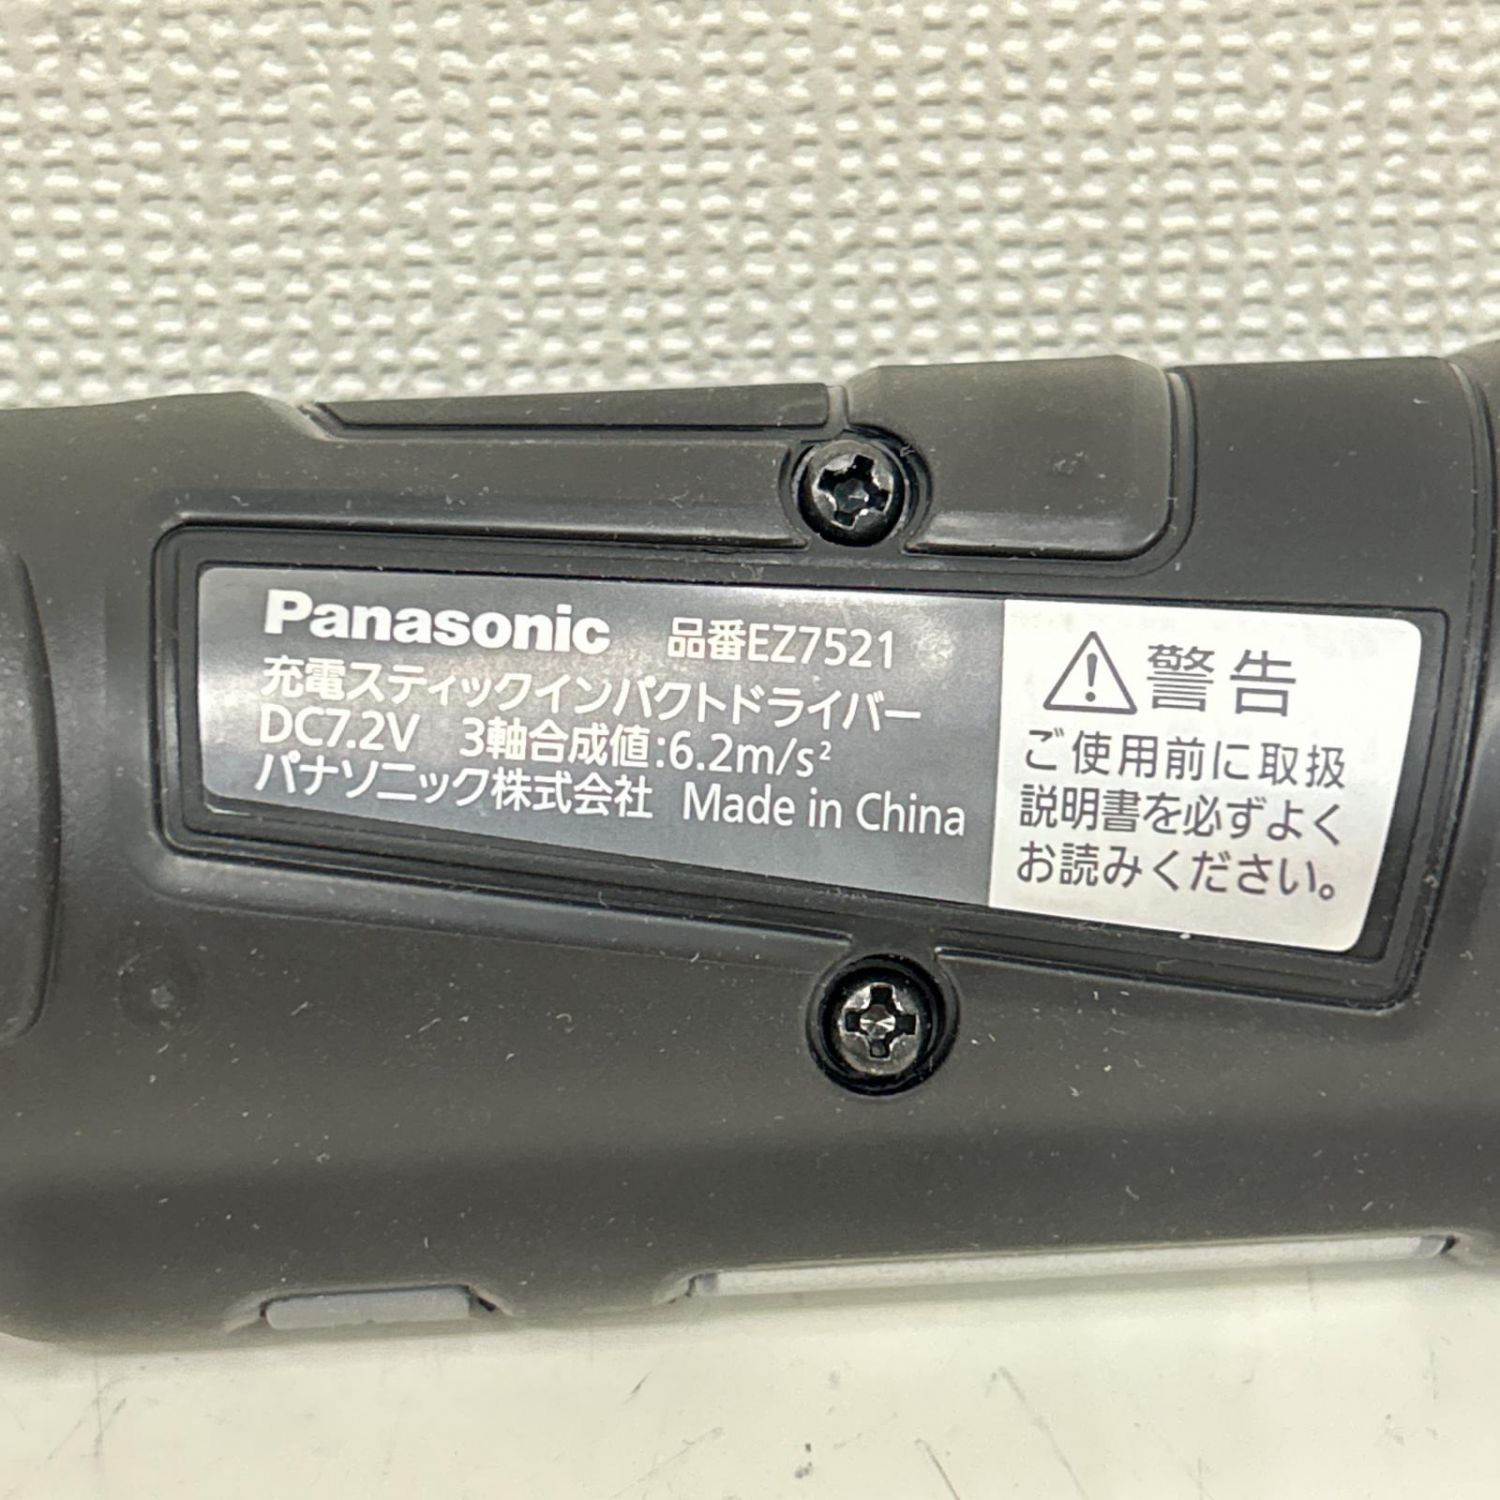 Panasonic 品番EZ7521
充電スティックインパクトドライバー
DC7.2V 3軸合成値:6.2m/s²
パナソニック株式会社 Made in China
警告
ご使用前に取扱
説明書を必ずよく
お読みください。